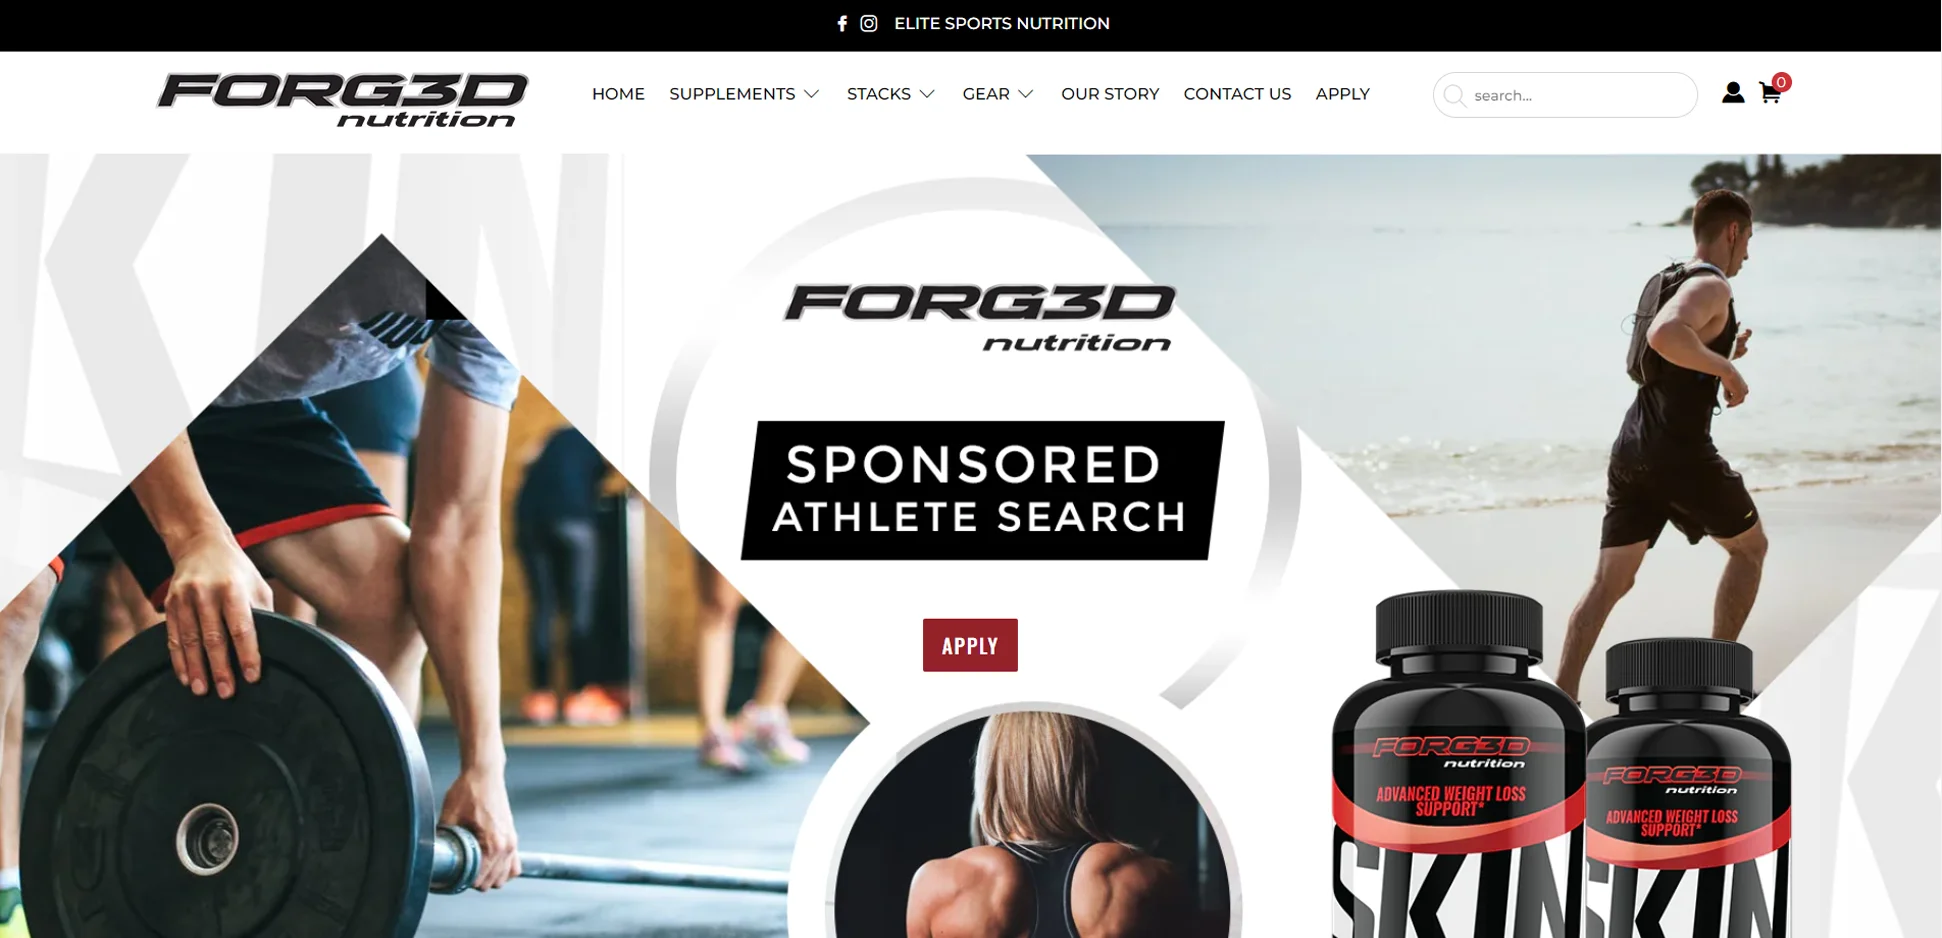 ELITE SPORTS NUTRITION
FORG3D
nutrition
HOME
SUPPLEMENTS
STACKS
GEAR
OUR STORY
CONTACT US
APPLY
search...
0
FORG3D
nutrition
SPONSORED
ATHLETE SEARCH
APPLY
FORG3D
nutrition
ADVANCED WEIGHT LOSS
SUPPORT*
SKIN
FORG3D
nutrition
ADVANCED WEIGHT LOSS
SUPPORT*
SKIN